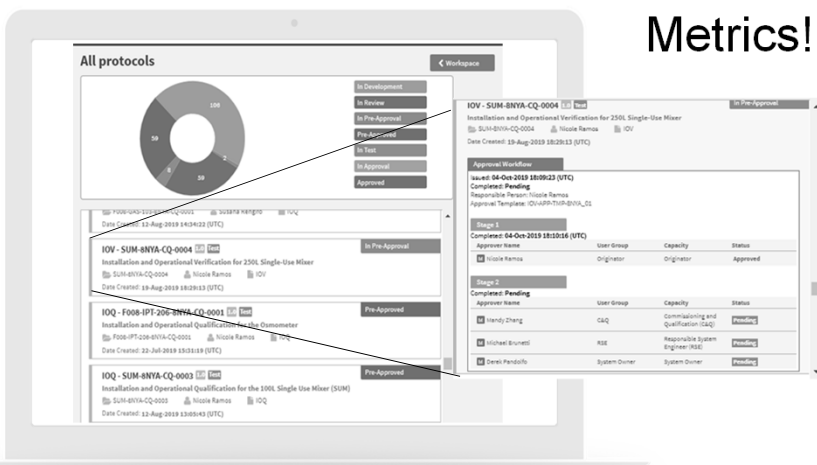 Metrics!
All protocols
Workspace
In Development
In Review
In Pre-Approval
Pre-Approved
In Test
In Approval
Approved
100
2
8
Susana Rengifo IOQ
Date Created: 12-Aug-2019 14:34:22 (UTC)
IOV - SUM-8NYA-CQ-0004 1.0 Test
In Pre-Approval
Installation and Operational Verification for 250L Single-Use Mixer
SUM-8NYA-CQ-0004 Nicole Ramos IOV
Date Created: 19-Aug-2019 18:29:13 (UTC)
IOQ - F008-IPT-206-8NYA-CQ-0001 1.0 Test
Pre-Approved
Installation and Operational Qualification for the Osmometer
F008-IPT-206-8NYA-CQ-0001 Nicole Ramos IOQ
Date Created: 22-Jul-2019 15:31:19 (UTC)
IOQ - SUM-8NYA-CQ-0003 1.0 Test
Pre-Approved
Installation and Operational Qualification for the 100L Single Use Mixer (SUM)
SUM-8NYA-CQ-0003 Nicole Ramos IOQ
Date Created: 12-Aug-2019 13:05:43 (UTC)
IOV - SUM-8NYA-CQ-0004 1.0 Test
In Pre-Approval
Installation and Operational Verification for 250L Single-Use Mixer
SUM-8NYA-CQ-0004 Nicole Ramos IOV
Date Created: 19-Aug-2019 18:29:13 (UTC)
Approval Workflow
Issued: 04-Oct-2019 18:09:23 (UTC)
Completed: Pending
Responsible Person: Nicole Ramos
Approval Template: IOV-APP-TMP-8NYA_01
Stage 1
Completed: 04-Oct-2019 18:10:16 (UTC)
Approver Name User Group Capacity Status
M Nicole Ramos Originator Originator Approved
Stage 2
Completed: Pending
Approver Name User Group Capacity Status
M Mendy Zheng C&Q Commissioning and Qualification (C&Q) Pending
M Michael Brunetti RSE Responsible System Engineer (RSE) Pending
M Derek Pandolfo System Owner System Owner Pending